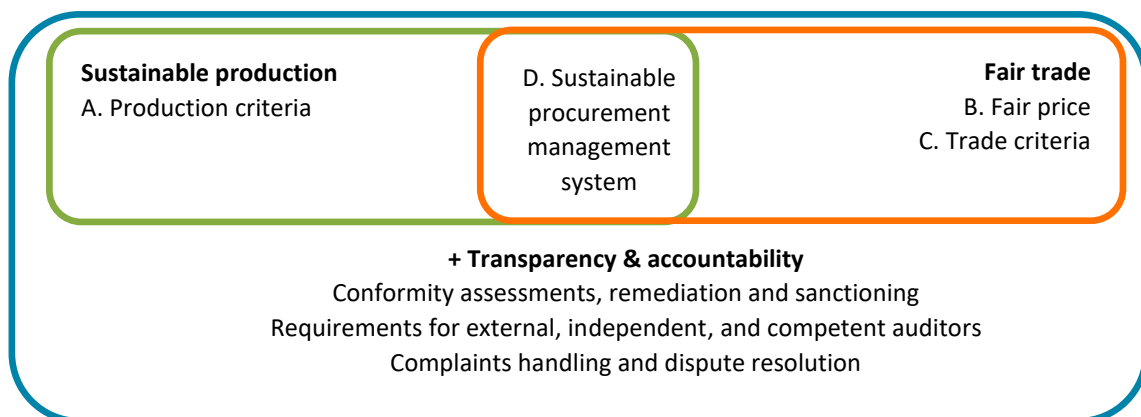 Sustainable production
A. Production criteria
D. Sustainable
procurement
management
system
Fair trade
B. Fair price
C. Trade criteria
+ Transparency & accountability
Conformity assessments, remediation and sanctioning
Requirements for external, independent, and competent auditors
Complaints handling and dispute resolution